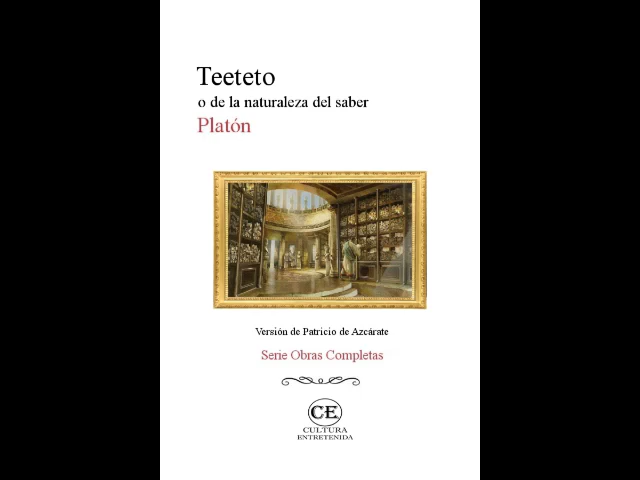 Teeteto
o de la naturaleza del saber
Platón
Versión de Patricio de Azcárate
Serie Obras Completas
CE
CULTURA
ENTRETENIDA